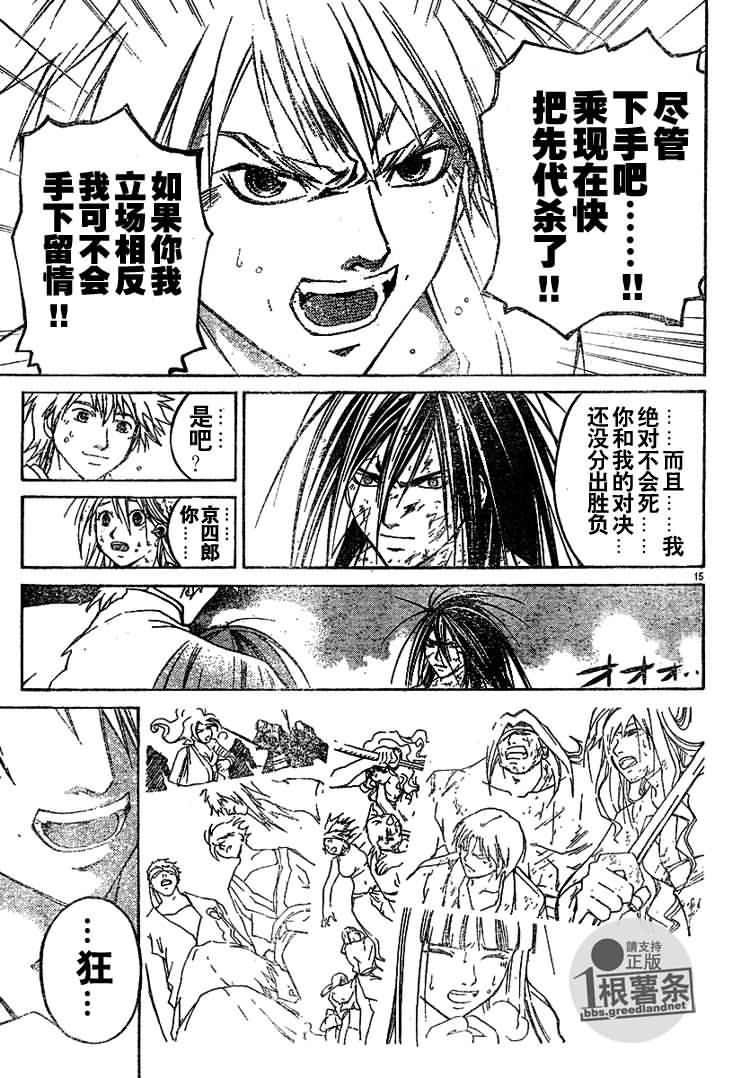 尽管
下手吧……!!
乘现在快
把先代杀了!!
如果你我
立场相反
我可不会
手下留情!!
……而且……我
绝对不会死……
你和我的对决……
还没分出胜负
……是吧?
……京四郎
……你
15
オオオ..
…狂…
請支持
正版
1根薯条
bbs.greedland.net